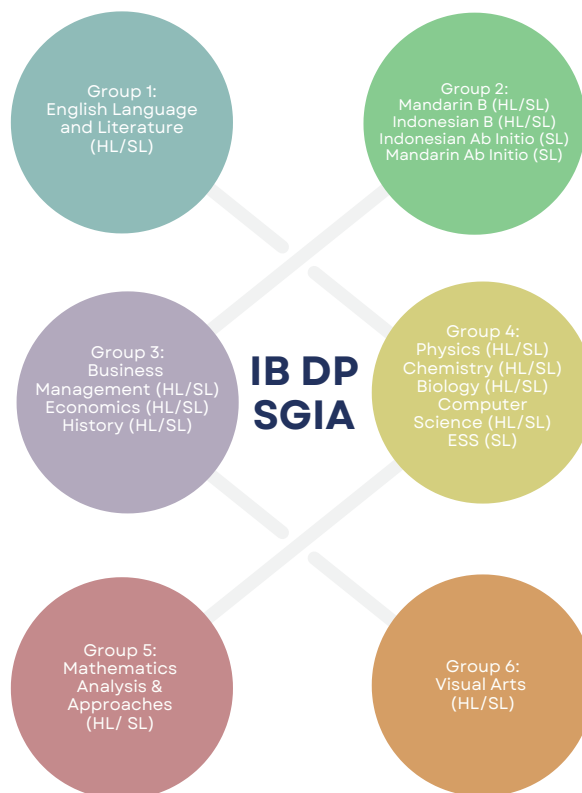 Group 1:
English Language
and Literature
(HL/SL)
Group 2:
Mandarin B (HL/SL)
Indonesian B (HL/SL)
Indonesian Ab Initio (SL)
Mandarin Ab Initio (SL)
Group 3:
Business
Management (HL/SL)
Economics (HL/SL)
History (HL/SL)
IB DP
SGIA
Group 4:
Physics (HL/SL)
Chemistry (HL/SL)
Biology (HL/SL)
Computer
Science (HL/SL)
ESS (SL)
Group 5:
Mathematics
Analysis &
Approaches
(HL/ SL)
Group 6:
Visual Arts
(HL/SL)